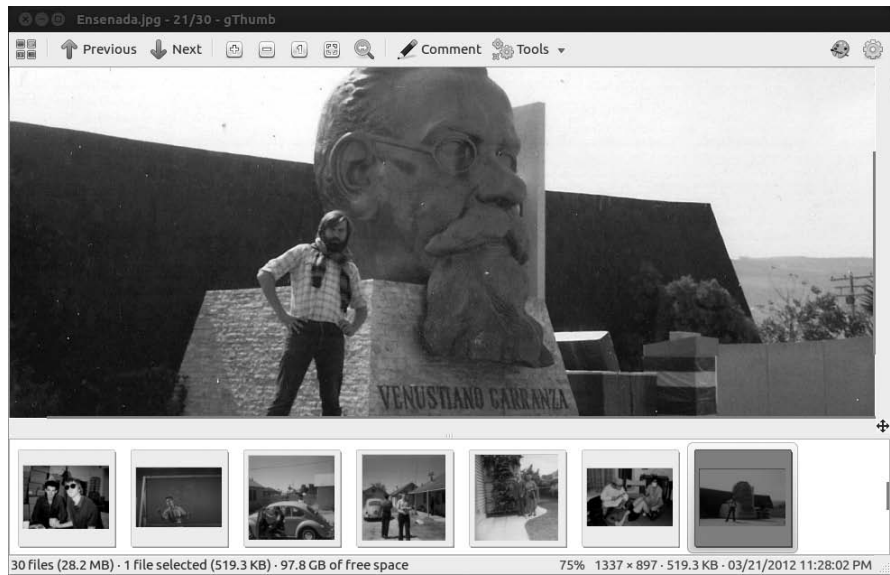 Ensenada.jpg - 21/30 - gThumb
Previous Next Comment Tools
VENUSTIANO CARRANZA
30 files (28.2 MB) · 1 file selected (519.3 KB) · 97.8 GB of free space 75% 1337 × 897 · 519.3 KB · 03/21/2012 11:28:02 PM